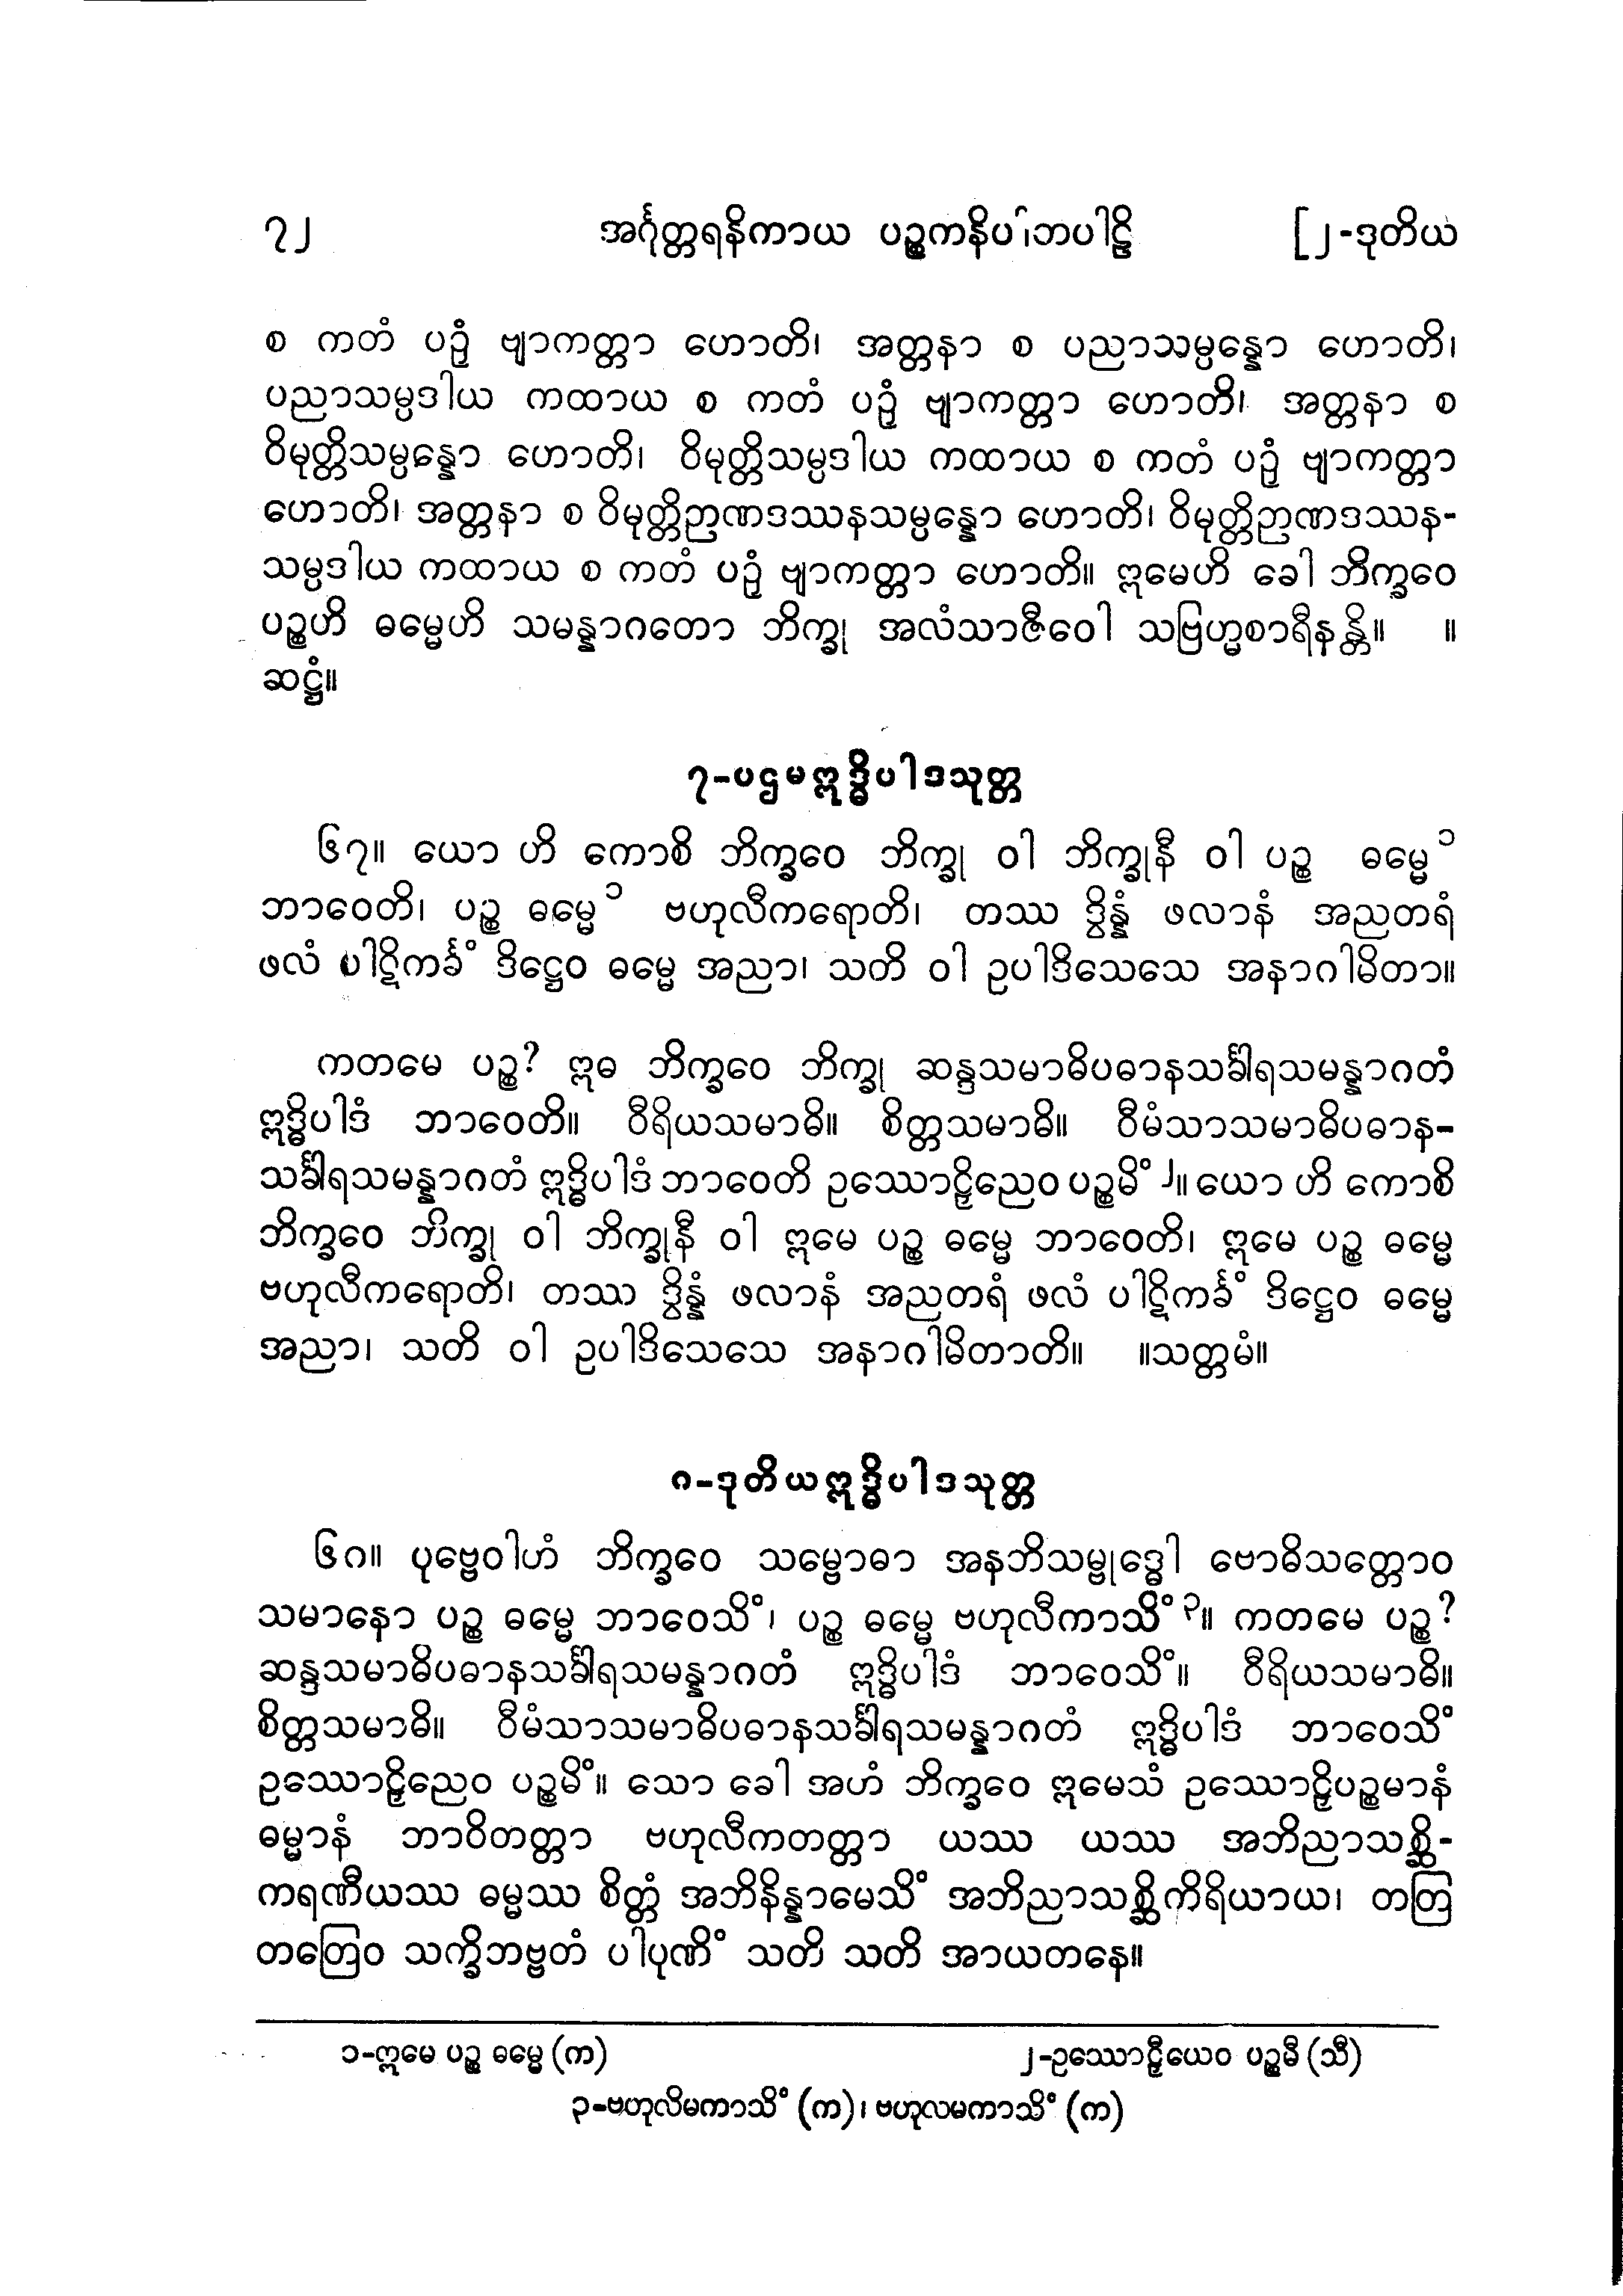 ၇၂ အင်္ဂုတ္တရနိကာယ ပဉ္စကနိပါတပါဠိ [၂-ဒုတိယ
စ ကတံ ပဉှံ ဗျာကတ္တာ ဟောတိ၊ အတ္တနာ စ ပညာသမ္ပန္နော ဟောတိ၊
ပညာသမ္ပဒါယ ကထာယ စ ကတံ ပဉှံ ဗျာကတ္တာ ဟောတိ၊ အတ္တနာ စ
ဝိမုတ္တိသမ္ပန္နော ဟောတိ၊ ဝိမုတ္တိသမ္ပဒါယ ကထာယ စ ကတံ ပဉှံ ဗျာကတ္တာ
ဟောတိ၊ အတ္တနာ စ ဝိမုတ္တိဉာဏဒဿနသမ္ပန္နော ဟောတိ၊ ဝိမုတ္တိဉာဏဒဿန-
သမ္ပဒါယ ကထာယ စ ကတံ ပဉှံ ဗျာကတ္တာ ဟောတိ။ ဣမေဟိ ခေါ ဘိက္ခဝေ
ပဉ္စဟိ ဓမ္မေဟိ သမန္နာဂတော ဘိက္ခု အလံသာဇီဝေါ သဗြဟ္မစာရီနန္တိ။ ။
ဆဋ္ဌံ။
၇-ပဌမဣဒ္ဓိပါဒသုတ္တ
၆၇။ ယော ဟိ ကောစိ ဘိက္ခဝေ ဘိက္ခု ဝါ ဘိက္ခုနီ ဝါ ပဉ္စ ဓမ္မေ ၁
ဘာဝေတိ၊ ပဉ္စ ဓမ္မေ ၁ ဗဟုလီကရောတိ၊ တဿ ဒွိန္နံ ဖလာနံ အညတရံ
ဖလံ ပါဋိကင်္ခံ ဒိဋ္ဌေဝ ဓမ္မေ အညာ၊ သတိ ဝါ ဥပါဒိသေသေ အနာဂါမိတာ။
ကတမေ ပဉ္စ? ဣဓ ဘိက္ခဝေ ဘိက္ခု ဆန္ဒသမာဓိပဓာနသင်္ခါရသမန္နာဂတံ
ဣဒ္ဓိပါဒံ ဘာဝေတိ။ ဝီရိယသမာဓိ။ စိတ္တသမာဓိ။ ဝီမံသာသမာဓိပဓာန-
သင်္ခါရသမန္နာဂတံ ဣဒ္ဓိပါဒံ ဘာဝေတိ ဥဿောဠှိညေဝ ပဉ္စမိံ ၂။ ယော ဟိ ကောစိ
ဘိက္ခဝေ ဘိက္ခု ဝါ ဘိက္ခုနီ ဝါ ဣမေ ပဉ္စ ဓမ္မေ ဘာဝေတိ၊ ဣမေ ပဉ္စ ဓမ္မေ
ဗဟုလီကရောတိ၊ တဿ ဒွိန္နံ ဖလာနံ အညတရံ ဖလံ ပါဋိကင်္ခံ ဒိဋ္ဌေဝ ဓမ္မေ
အညာ၊ သတိ ဝါ ဥပါဒိသေသေ အနာဂါမိတာတိ။ ။သတ္တမံ။
၈-ဒုတိယဣဒ္ဓိပါဒသုတ္တ
၆၈။ ပုဗ္ဗေဝါဟံ ဘိက္ခဝေ သမ္ဗောဓာ အနဘိသမ္ဗုဒ္ဓေါ ဗောဓိသတ္တောဝ
သမာနော ပဉ္စ ဓမ္မေ ဘာဝေသိံ၊ ပဉ္စ ဓမ္မေ ဗဟုလီကာသိံ ၃။ ကတမေ ပဉ္စ?
ဆန္ဒသမာဓိပဓာနသင်္ခါရသမန္နာဂတံ ဣဒ္ဓိပါဒံ ဘာဝေသိံ။ ဝီရိယသမာဓိ။
စိတ္တသမာဓိ။ ဝီမံသာသမာဓိပဓာနသင်္ခါရသမန္နာဂတံ ဣဒ္ဓိပါဒံ ဘာဝေသိံ
ဥဿောဠှိညေဝ ပဉ္စမိံ။ သော ခေါ အဟံ ဘိက္ခဝေ ဣမေသံ ဥဿောဠှိပဉ္စမာနံ
ဓမ္မာနံ ဘာဝိတတ္တာ ဗဟုလီကတတ္တာ ယဿ ယဿ အဘိညာသစ္ဆိ-
ကရဏီယဿ ဓမ္မဿ စိတ္တံ အဘိနိန္နာမေသိံ အဘိညာသစ္ဆိကိရိယာယ၊ တတြ
တတြေဝ သက္ခိဘဗ္ဗတံ ပါပုဏိံ သတိ သတိ အာယတနေ။
၁-ဣမေ ပဉ္စ ဓမ္မေ (က) ၂-ဥဿောဠှီယေဝ ပဉ္စမီ (သီ)
၃-ဗဟုလိမကာသိံ (က)၊ ဗဟုလမကာသိံ (က)